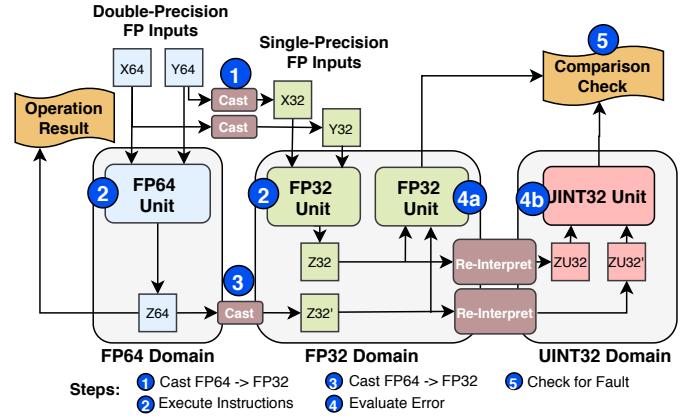 Double-Precision
FP Inputs
Single-Precision
FP Inputs
X64
Y64
1
Cast
X32
Cast
Y32
5
Comparison
Check
Operation
Result
2
FP64
Unit
2
FP32
Unit
FP32
Unit
4a
4b
UINT32 Unit
Z32
Re-Interpret
ZU32
ZU32'
3
Z64
Cast
Z32'
Re-Interpret
FP64 Domain
FP32 Domain
UINT32 Domain
Steps:
1 Cast FP64 -> FP32
3 Cast FP64 -> FP32
5 Check for Fault
2 Execute Instructions
4 Evaluate Error